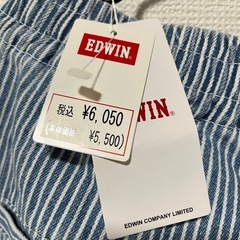 EDWIN
税込 ¥6,050
(本体価格 ¥5,500)
EDWIN®
EDWIN COMPANY LIMITED